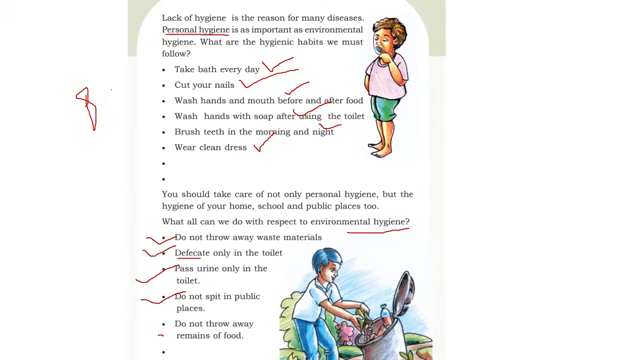 Lack of hygiene is the reason for many diseases.
Personal hygiene is as important as environmental
hygiene. What are the hygienic habits we must
follow?
• Take bath every day
• Cut your nails
• Wash hands and mouth before and after food
• Wash hands with soap after using the toilet
• Brush teeth in the morning and night
• Wear clean dress
•
•
You should take care of not only personal hygiene, but the
hygiene of your home, school and public places too.
What all can we do with respect to environmental hygiene?
• Do not throw away waste materials
• Defecate only in the toilet
• Pass urine only in the
toilet.
• Do not spit in public
places.
• Do not throw away
remains of food.
•